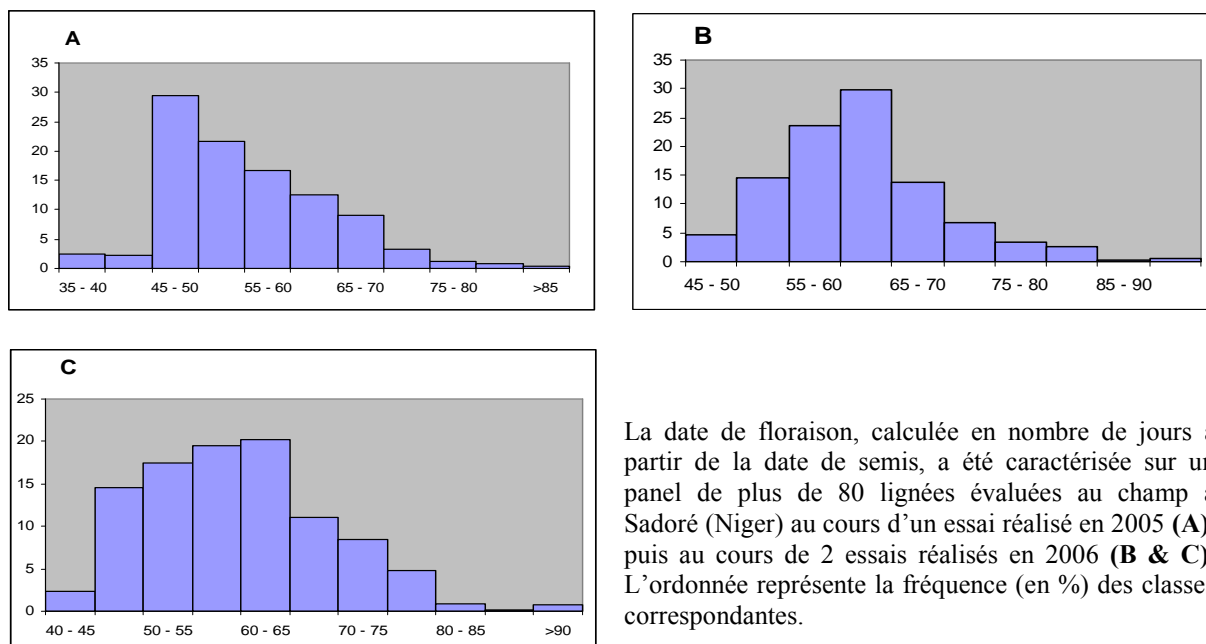 A
35
30
25
20
15
10
5
0
35 - 40
45 - 50
55 - 60
65 - 70
75 - 80
>85
B
35
30
25
20
15
10
5
0
45 - 50
55 - 60
65 - 70
75 - 80
85 - 90
C
25
20
15
10
5
0
40 - 45
50 - 55
60 - 65
70 - 75
80 - 85
>90
La date de floraison, calculée en nombre de jours à
partir de la date de semis, a été caractérisée sur un
panel de plus de 80 lignées évaluées au champ à
Sadoré (Niger) au cours d'un essai réalisé en 2005 (A)
puis au cours de 2 essais réalisés en 2006 (B & C)
L'ordonnée représente la fréquence (en %) des classe
correspondantes.